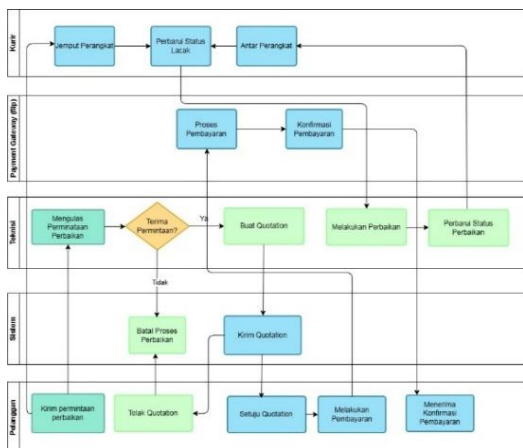 Kurir
Jemput Perangkat
Perbarui Status
Lacak
Antar Perangkat
Payment Gateway (Flip)
Proses
Pembayaran
Konfirmasi
Pembayaran
Teknisi
Mengulas
Perminataan
Perbaikan
Terima
Permintaan?
Ya
Buat Quotation
Melakukan Perbaikan
Perbarui Status
Perbaikan
Tidak
Sistem
Batal Proses
Perbaikan
Kirim Quotation
Pelanggan
Kirim permintaan
perbaikan
Tolak Quotation
Setuju Quotation
Melakukan
Pembayaran
Menerima
Konfirmasi
Pembayaran